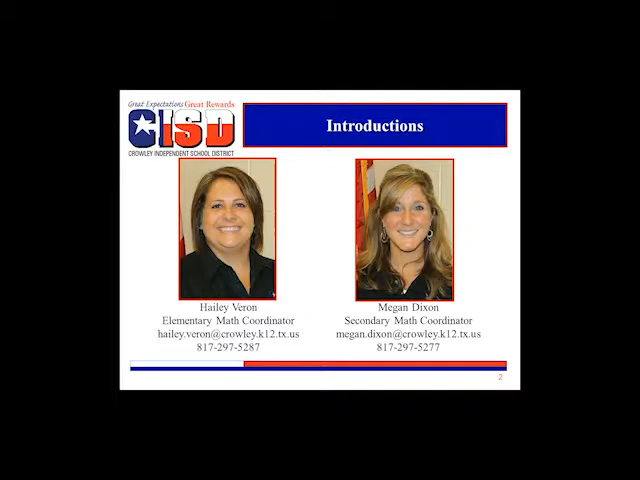 Great Expectations Great Rewards
CISD
CROWLEY INDEPENDENT SCHOOL DISTRICT
Introductions
Hailey Veron
Elementary Math Coordinator
hailey.veron@crowley.k12.tx.us
817-297-5287
Megan Dixon
Secondary Math Coordinator
megan.dixon@crowley.k12.tx.us
817-297-5277
2